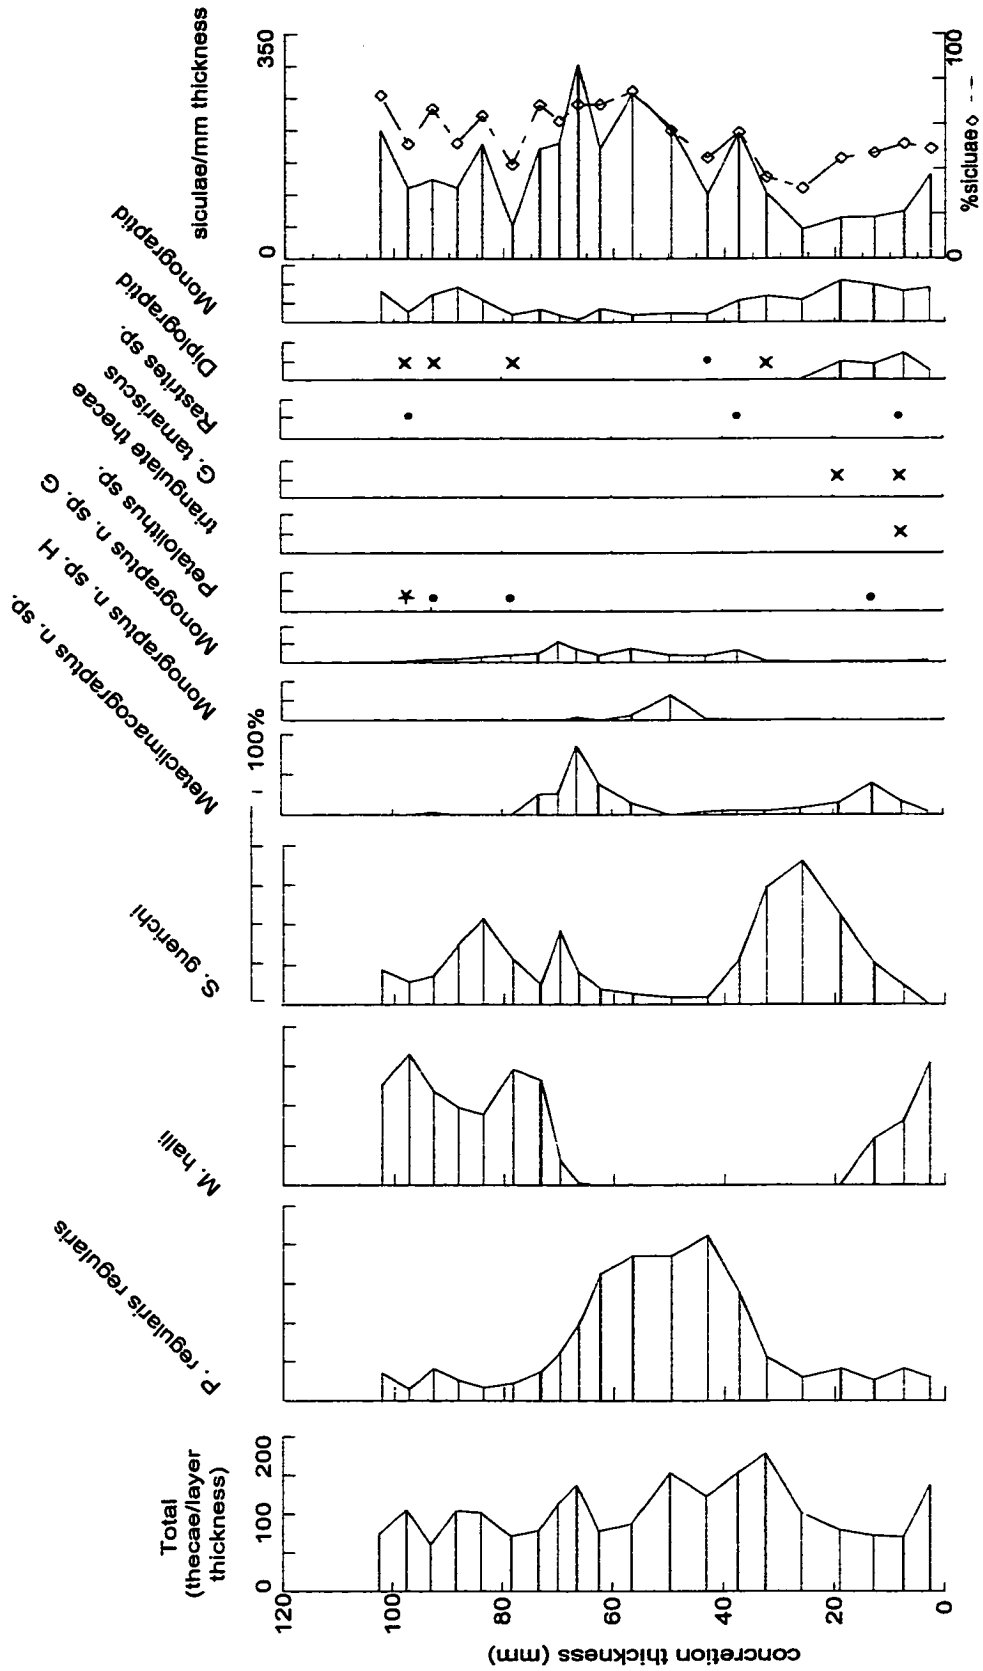 Total
(thecae/layer
thickness)
P. regularis regularis
M. halli
S. guerichi
Metaclimacograptus n. sp.
Monograptus n. sp. H
Monograptus n. sp. G
Petalolithus sp.
triangulate thecae
G. tamariscus
Rastrites sp.
Diplograptid
Monograptid
siculae/mm thickness
0 100 200
100%
0 350
120
100
80
60
40
20
0
concretion thickness (mm)
0 100
%sicluae